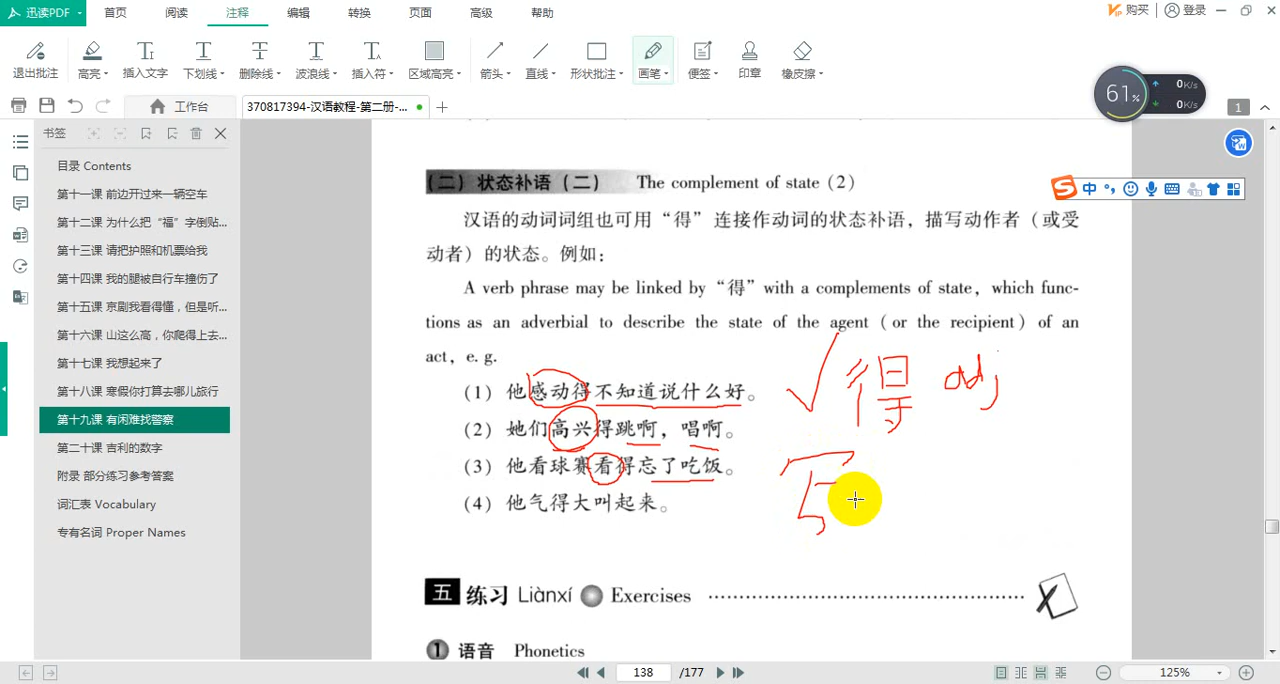 迅读PDF 首页 阅读 注释 编辑 转换 页面 高级 帮助 购买 登录
退出批注 高亮 插入文字 下划线 删除线 波浪线 插入符 区域高亮 箭头 直线 形状批注 画笔 便签 印章 橡皮擦
61% 0K/s
0K/s
工作台 370817394-汉语教程-第二册-... 1
书签
目录 Contents
第十一课 前边开过来一辆空车
第十二课 为什么把“福”字倒贴...
第十三课 请把护照和机票给我
第十四课 我的腿被自行车撞伤了
第十五课 京剧我看得懂，但是听...
第十六课 山这么高，你爬得上去...
第十七课 我想起来了
第十八课 寒假你打算去哪儿旅行
第十九课 有闲难找警察
第二十课 吉利的数字
附录 部分练习参考答案
词汇表 Vocabulary
专有名词 Proper Names
中
(二) 状态补语（二） The complement of state (2)
汉语的动词词组也可用“得”连接作动词的状态补语，描写动作者（或受
动者）的状态。例如：
A verb phrase may be linked by “得” with a complements of state, which func-
tions as an adverbial to describe the state of the agent (or the recipient) of an
act, e. g.
(1) 他感动得不知道说什么好。
(2) 她们高兴得跳啊，唱啊。
(3) 他看球赛看得忘了吃饭。
(4) 他气得大叫起来。
√ 得 adj
五 练习 Liànxí Exercises
1 语音 Phonetics
138 /177 125%